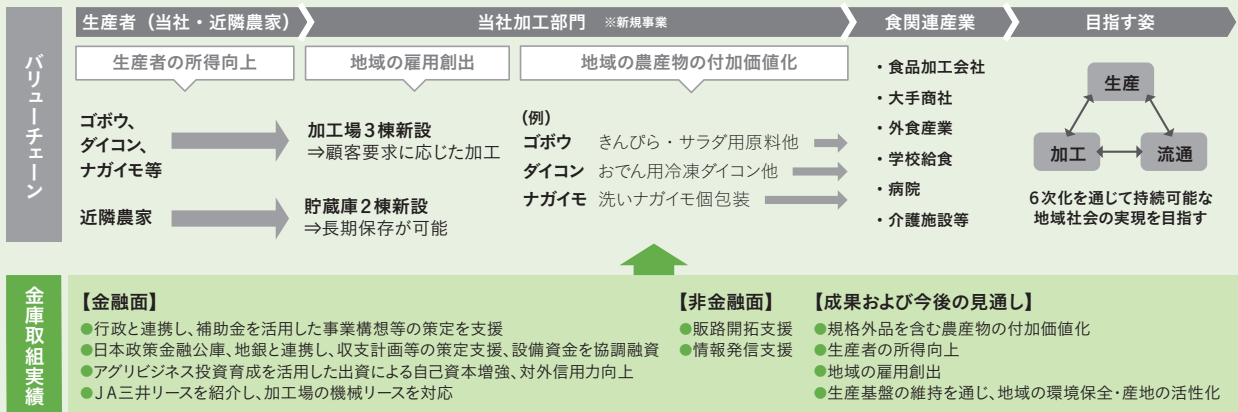 バリューチェーン
生産者（当社・近隣農家）
当社加工部門 ※新規事業
食関連産業
目指す姿
生産者の所得向上
地域の雇用創出
地域の農産物の付加価値化
ゴボウ、
ダイコン、
ナガイモ等
近隣農家
加工場3棟新設
⇒顧客要求に応じた加工
貯蔵庫2棟新設
⇒長期保存が可能
(例)
ゴボウ きんぴら・サラダ用原料他
ダイコン おでん用冷凍ダイコン他
ナガイモ 洗いナガイモ個包装
・食品加工会社
・大手商社
・外食産業
・学校給食
・病院
・介護施設等
生産
加工
流通
6次化を通じて持続可能な
地域社会の実現を目指す
金庫取組実績
【金融面】
●行政と連携し、補助金を活用した事業構想等の策定を支援
●日本政策金融公庫、地銀と連携し、収支計画等の策定支援、設備資金を協調融資
●アグリビジネス投資育成を活用した出資による自己資本増強、対外信用力向上
●JA三井リースを紹介し、加工場の機械リースを対応
【非金融面】
●販路開拓支援
●情報発信支援
【成果および今後の見通し】
●規格外品を含む農産物の付加価値化
●生産者の所得向上
●地域の雇用創出
●生産基盤の維持を通じ、地域の環境保全・産地の活性化